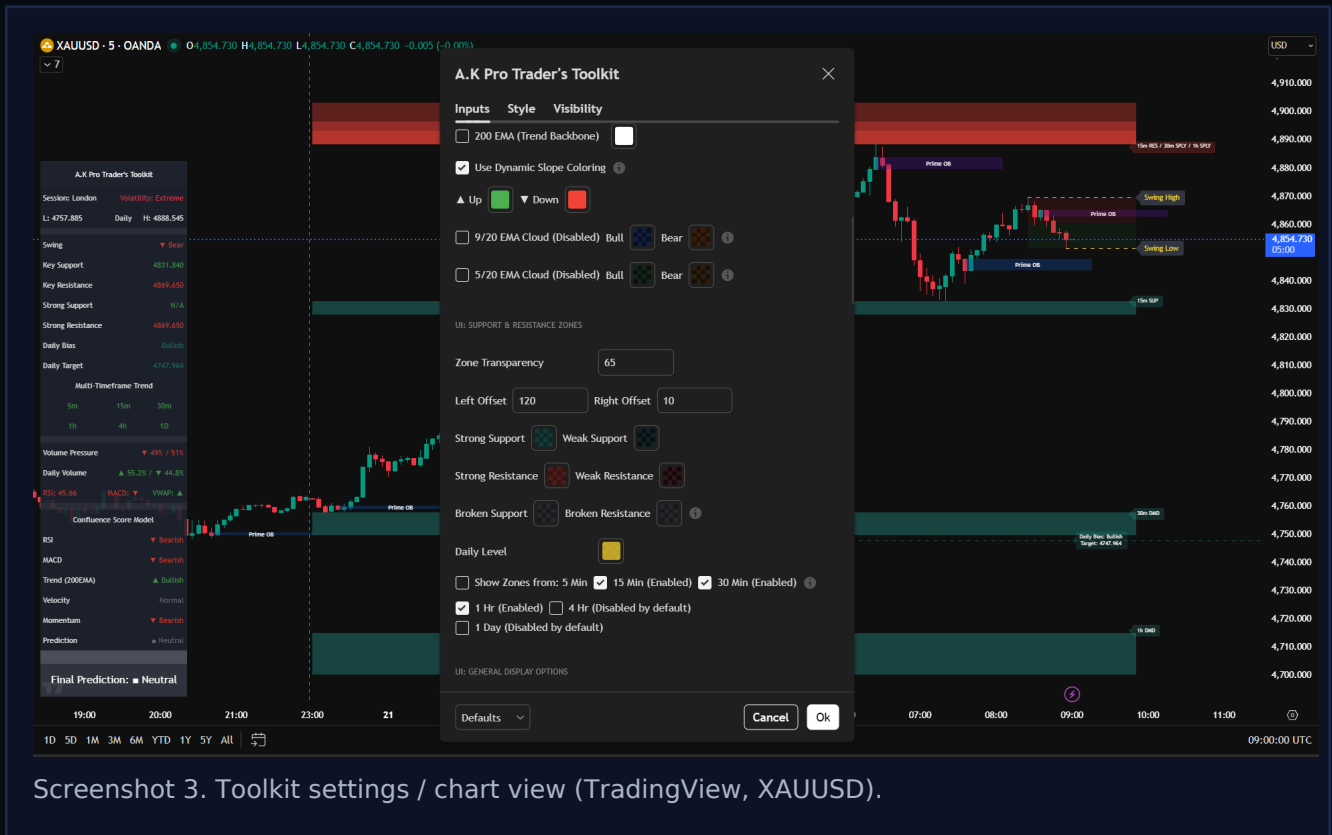 XAUUSD · 5 · OANDA O4,854.730 H4,854.730 L4,854.730 C4,854.730 −0.005 (−0.00%)
7
USD
A.K Pro Trader's Toolkit
Inputs Style Visibility
200 EMA (Trend Backbone)
Use Dynamic Slope Coloring
▲ Up ▼ Down
9/20 EMA Cloud (Disabled) Bull Bear
5/20 EMA Cloud (Disabled) Bull Bear
UI: SUPPORT & RESISTANCE ZONES
Zone Transparency 65
Left Offset 120 Right Offset 10
Strong Support Weak Support
Strong Resistance Weak Resistance
Broken Support Broken Resistance
Daily Level
Show Zones from: 5 Min 15 Min (Enabled) 30 Min (Enabled)
1 Hr (Enabled) 4 Hr (Disabled by default)
1 Day (Disabled by default)
UI: GENERAL DISPLAY OPTIONS
Defaults Cancel Ok
A.K Pro Trader's Toolkit
Session: London Volatility: Extreme
L: 4757.885 Daily H: 4888.545
Swing ▼ Bear
Key Support 4831.840
Key Resistance 4869.650
Strong Support N/A
Strong Resistance 4869.650
Daily Bias Bullish
Daily Target 4747.964
Multi-Timeframe Trend
5m 15m 30m
1h 4h 1D
Volume Pressure ▼ 49% / 51%
Daily Volume ▲ 55.2% / ▼ 44.8%
RSI: 45.66 MACD: ▼ VWAP: ▲
Confluence Score Model
RSI ▼ Bearish
MACD ▼ Bearish
Trend (200EMA) ▲ Bullish
Velocity Normal
Momentum ▼ Bearish
Prediction ■ Neutral
Final Prediction: ■ Neutral
Prime OB
Prime OB
Prime OB
Prime OB
Prime OB
15m RES / 30m SPLY / 1h SPLY
Swing High
Swing Low
15m SUP
30m DMD
Daily Bias: Bullish
Target: 4747.964
1h DMD
4,910.000
4,900.000
4,890.000
4,880.000
4,870.000
4,860.000
4,854.730
05:00
4,840.000
4,830.000
4,820.000
4,810.000
4,800.000
4,790.000
4,780.000
4,770.000
4,760.000
4,750.000
4,740.000
4,730.000
4,720.000
4,710.000
4,700.000
19:00 20:00 21:00 23:00 21 07:00 08:00 09:00 10:00 11:00
1D 5D 1M 3M 6M YTD 1Y 5Y All 09:00:00 UTC
Screenshot 3. Toolkit settings / chart view (TradingView, XAUUSD).